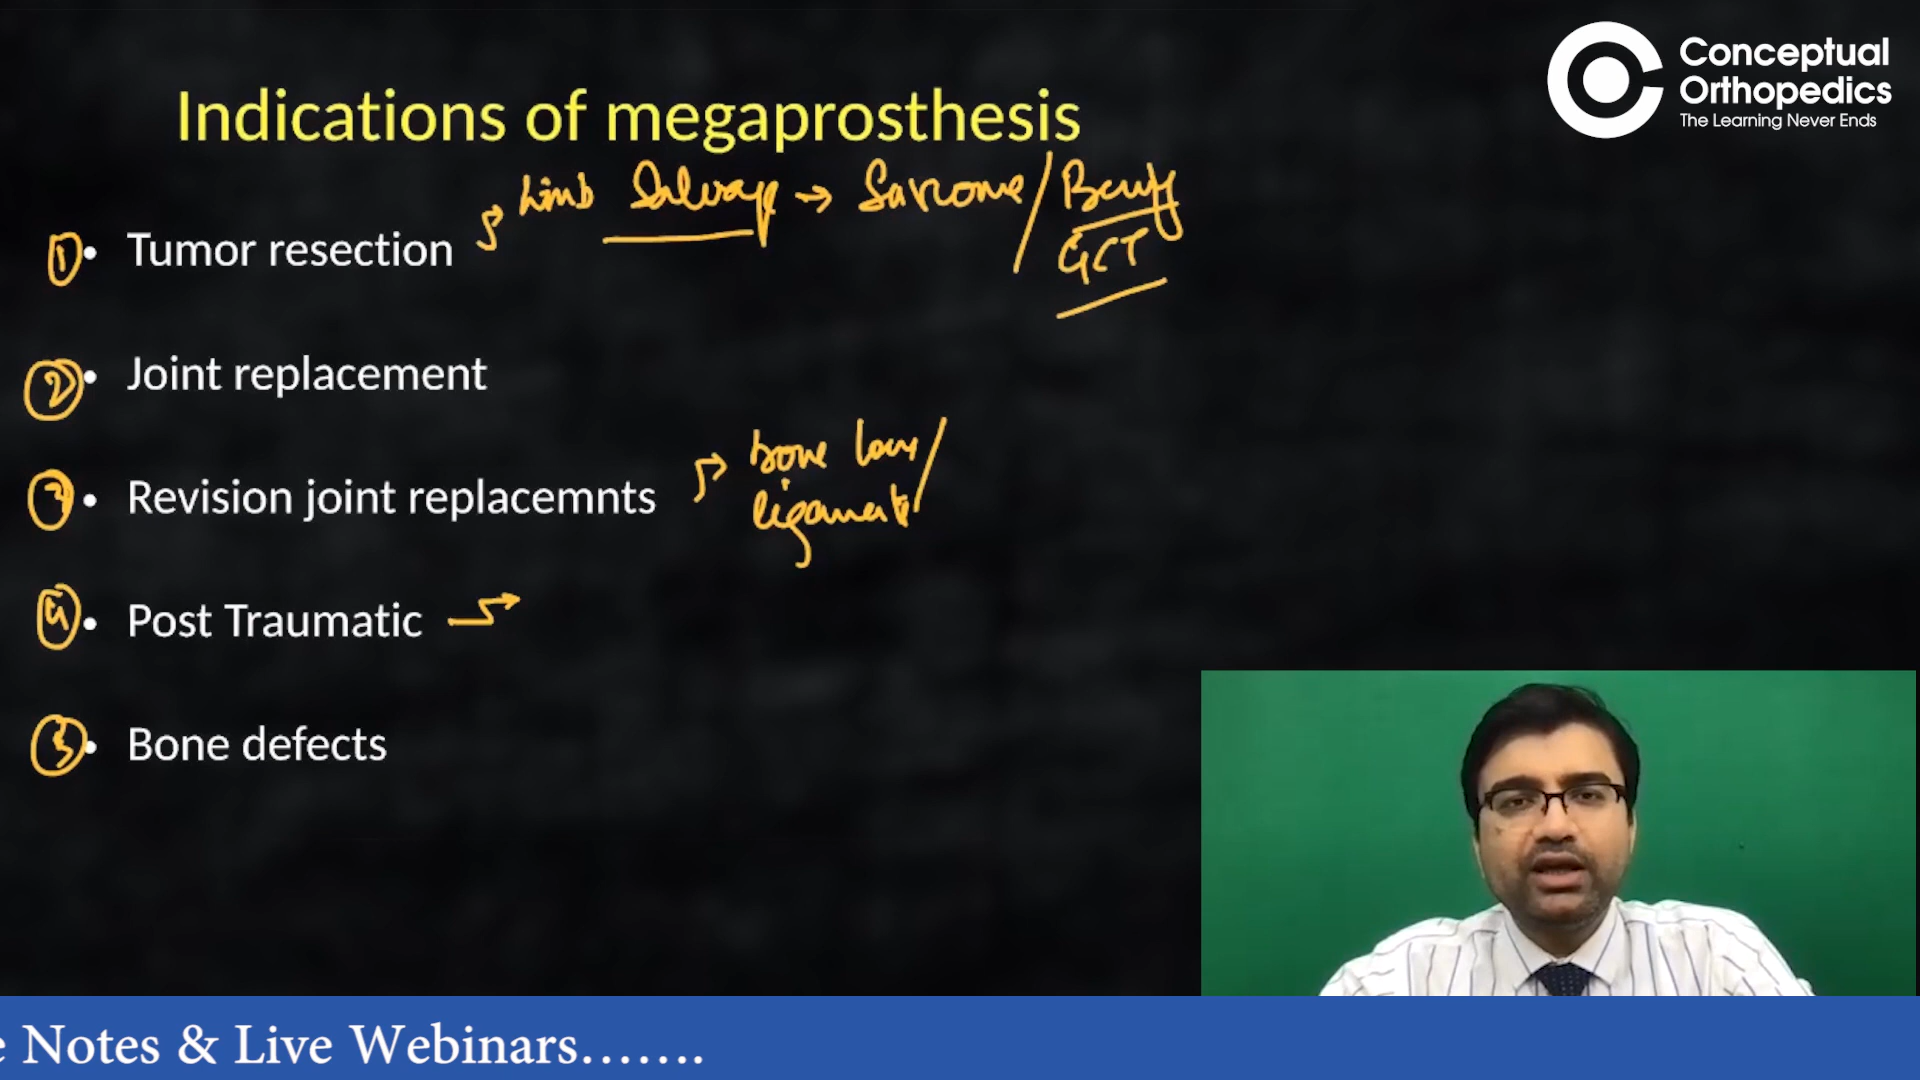 Conceptual
Orthopedics
The Learning Never Ends
Indications of megaprosthesis
Limb Salvage → Sarcoma / Benign
GCT
1 • Tumor resection
2 • Joint replacement
bone loss /
ligament
3 • Revision joint replacemnts
4 • Post Traumatic
5 • Bone defects
e Notes & Live Webinars…….